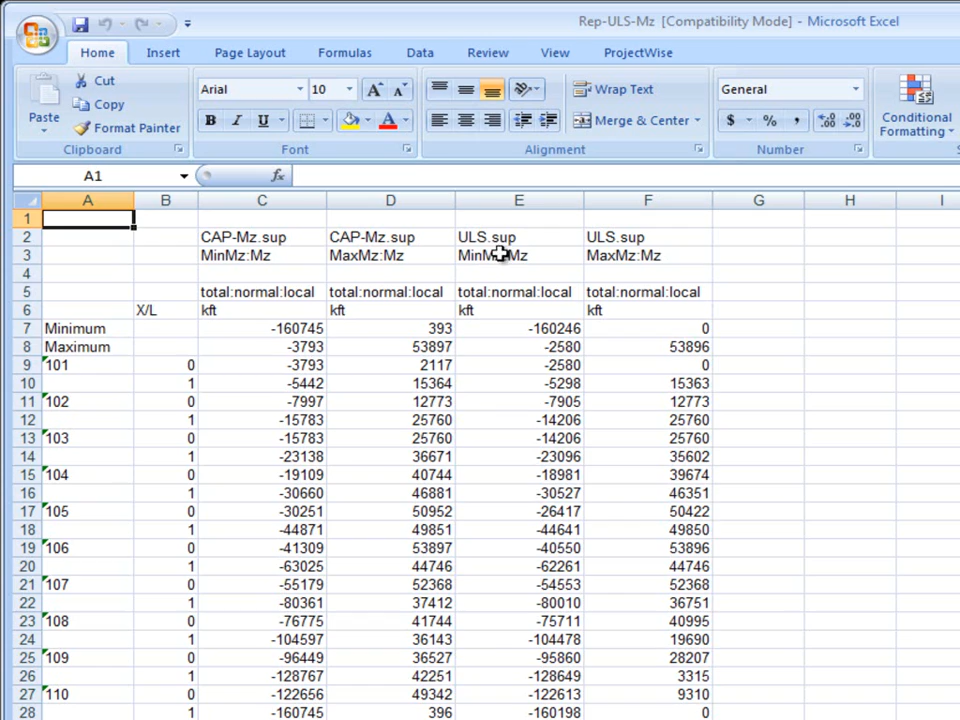 Rep-ULS-Mz [Compatibility Mode] - Microsoft Excel
Home Insert Page Layout Formulas Data Review View ProjectWise
Paste Cut Copy Format Painter Clipboard
Arial 10 A A B I U A Font
Wrap Text Merge & Center Alignment
General $ % , .00 Number
Conditional Formatting
A1 fx
A B C D E F G H I
1
2 CAP-Mz.sup CAP-Mz.sup ULS.sup ULS.sup
3 MinMz:Mz MaxMz:Mz MinMz:Mz MaxMz:Mz
4
5 total:normal:local total:normal:local total:normal:local total:normal:local
6 X/L kft kft kft kft
7 Minimum -160745 393 -160246 0
8 Maximum -3793 53897 -2580 53896
9 101 0 -3793 2117 -2580 0
10 1 -5442 15364 -5298 15363
11 102 0 -7997 12773 -7905 12773
12 1 -15783 25760 -14206 25760
13 103 0 -15783 25760 -14206 25760
14 1 -23138 36671 -23096 35602
15 104 0 -19109 40744 -18981 39674
16 1 -30660 46881 -30527 46351
17 105 0 -30251 50952 -26417 50422
18 1 -44871 49851 -44641 49850
19 106 0 -41309 53897 -40550 53896
20 1 -63025 44746 -62261 44746
21 107 0 -55179 52368 -54553 52368
22 1 -80361 37412 -80010 36751
23 108 0 -76775 41744 -75711 40995
24 1 -104597 36143 -104478 19690
25 109 0 -96449 36527 -95860 28207
26 1 -128767 42251 -128649 3315
27 110 0 -122656 49342 -122613 9310
28 1 -160745 396 -160198 0